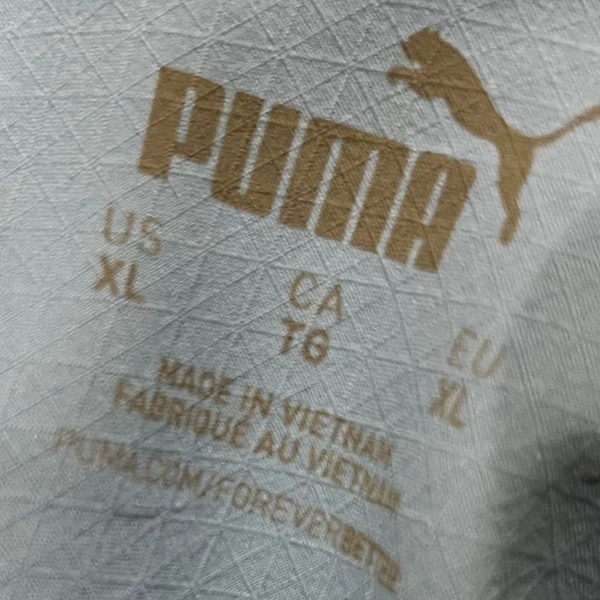 PUMA
US CA EU
XL TG XL
MADE IN VIETNAM
FABRIQUÉ AU VIETNAM
PUMA.COM/FOREVERBETTER